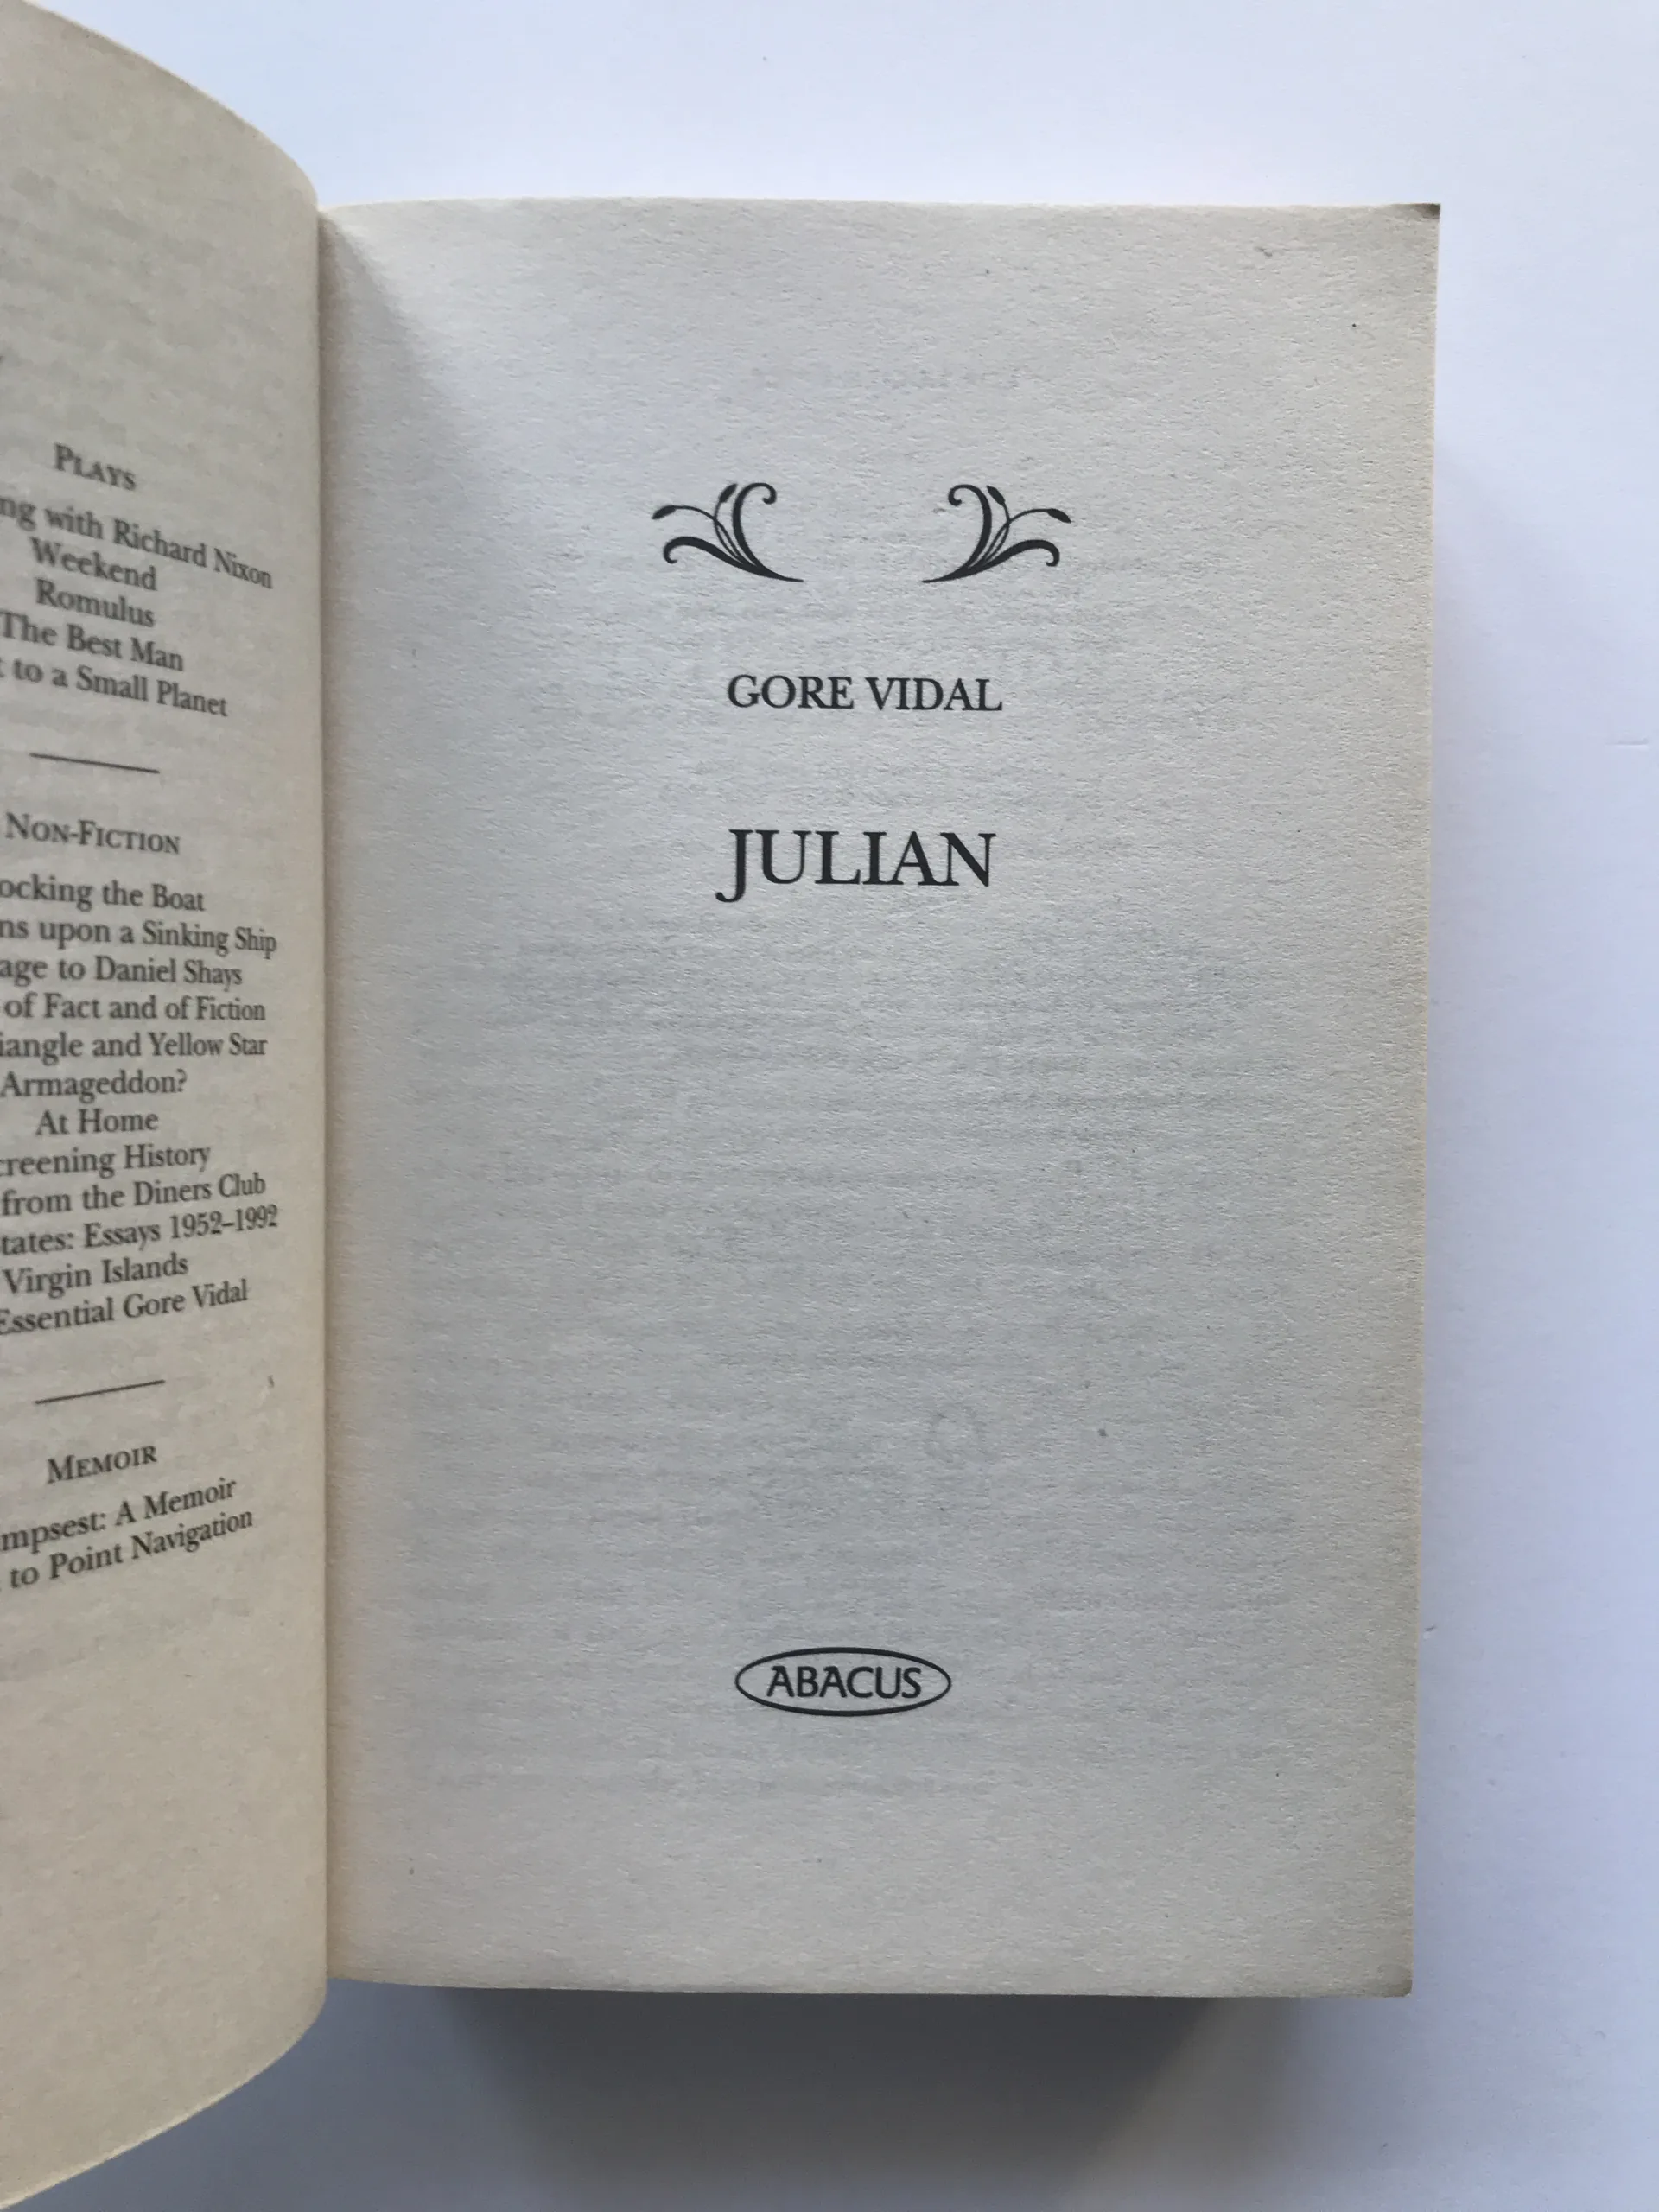 PLAYS
with Richard Nixon
Weekend
Romulus
The Best Man
to a Small Planet
NON-FICTION
ocking the Boat
ns upon a Sinking Ship
age to Daniel Shays
of Fact and of Fiction
iangle and Yellow Star
Armageddon?
At Home
creening History
from the Diners Club
tates: Essays 1952–1992
Virgin Islands
Essential Gore Vidal
MEMOIR
mpsest: A Memoir
to Point Navigation
GORE VIDAL
JULIAN
ABACUS